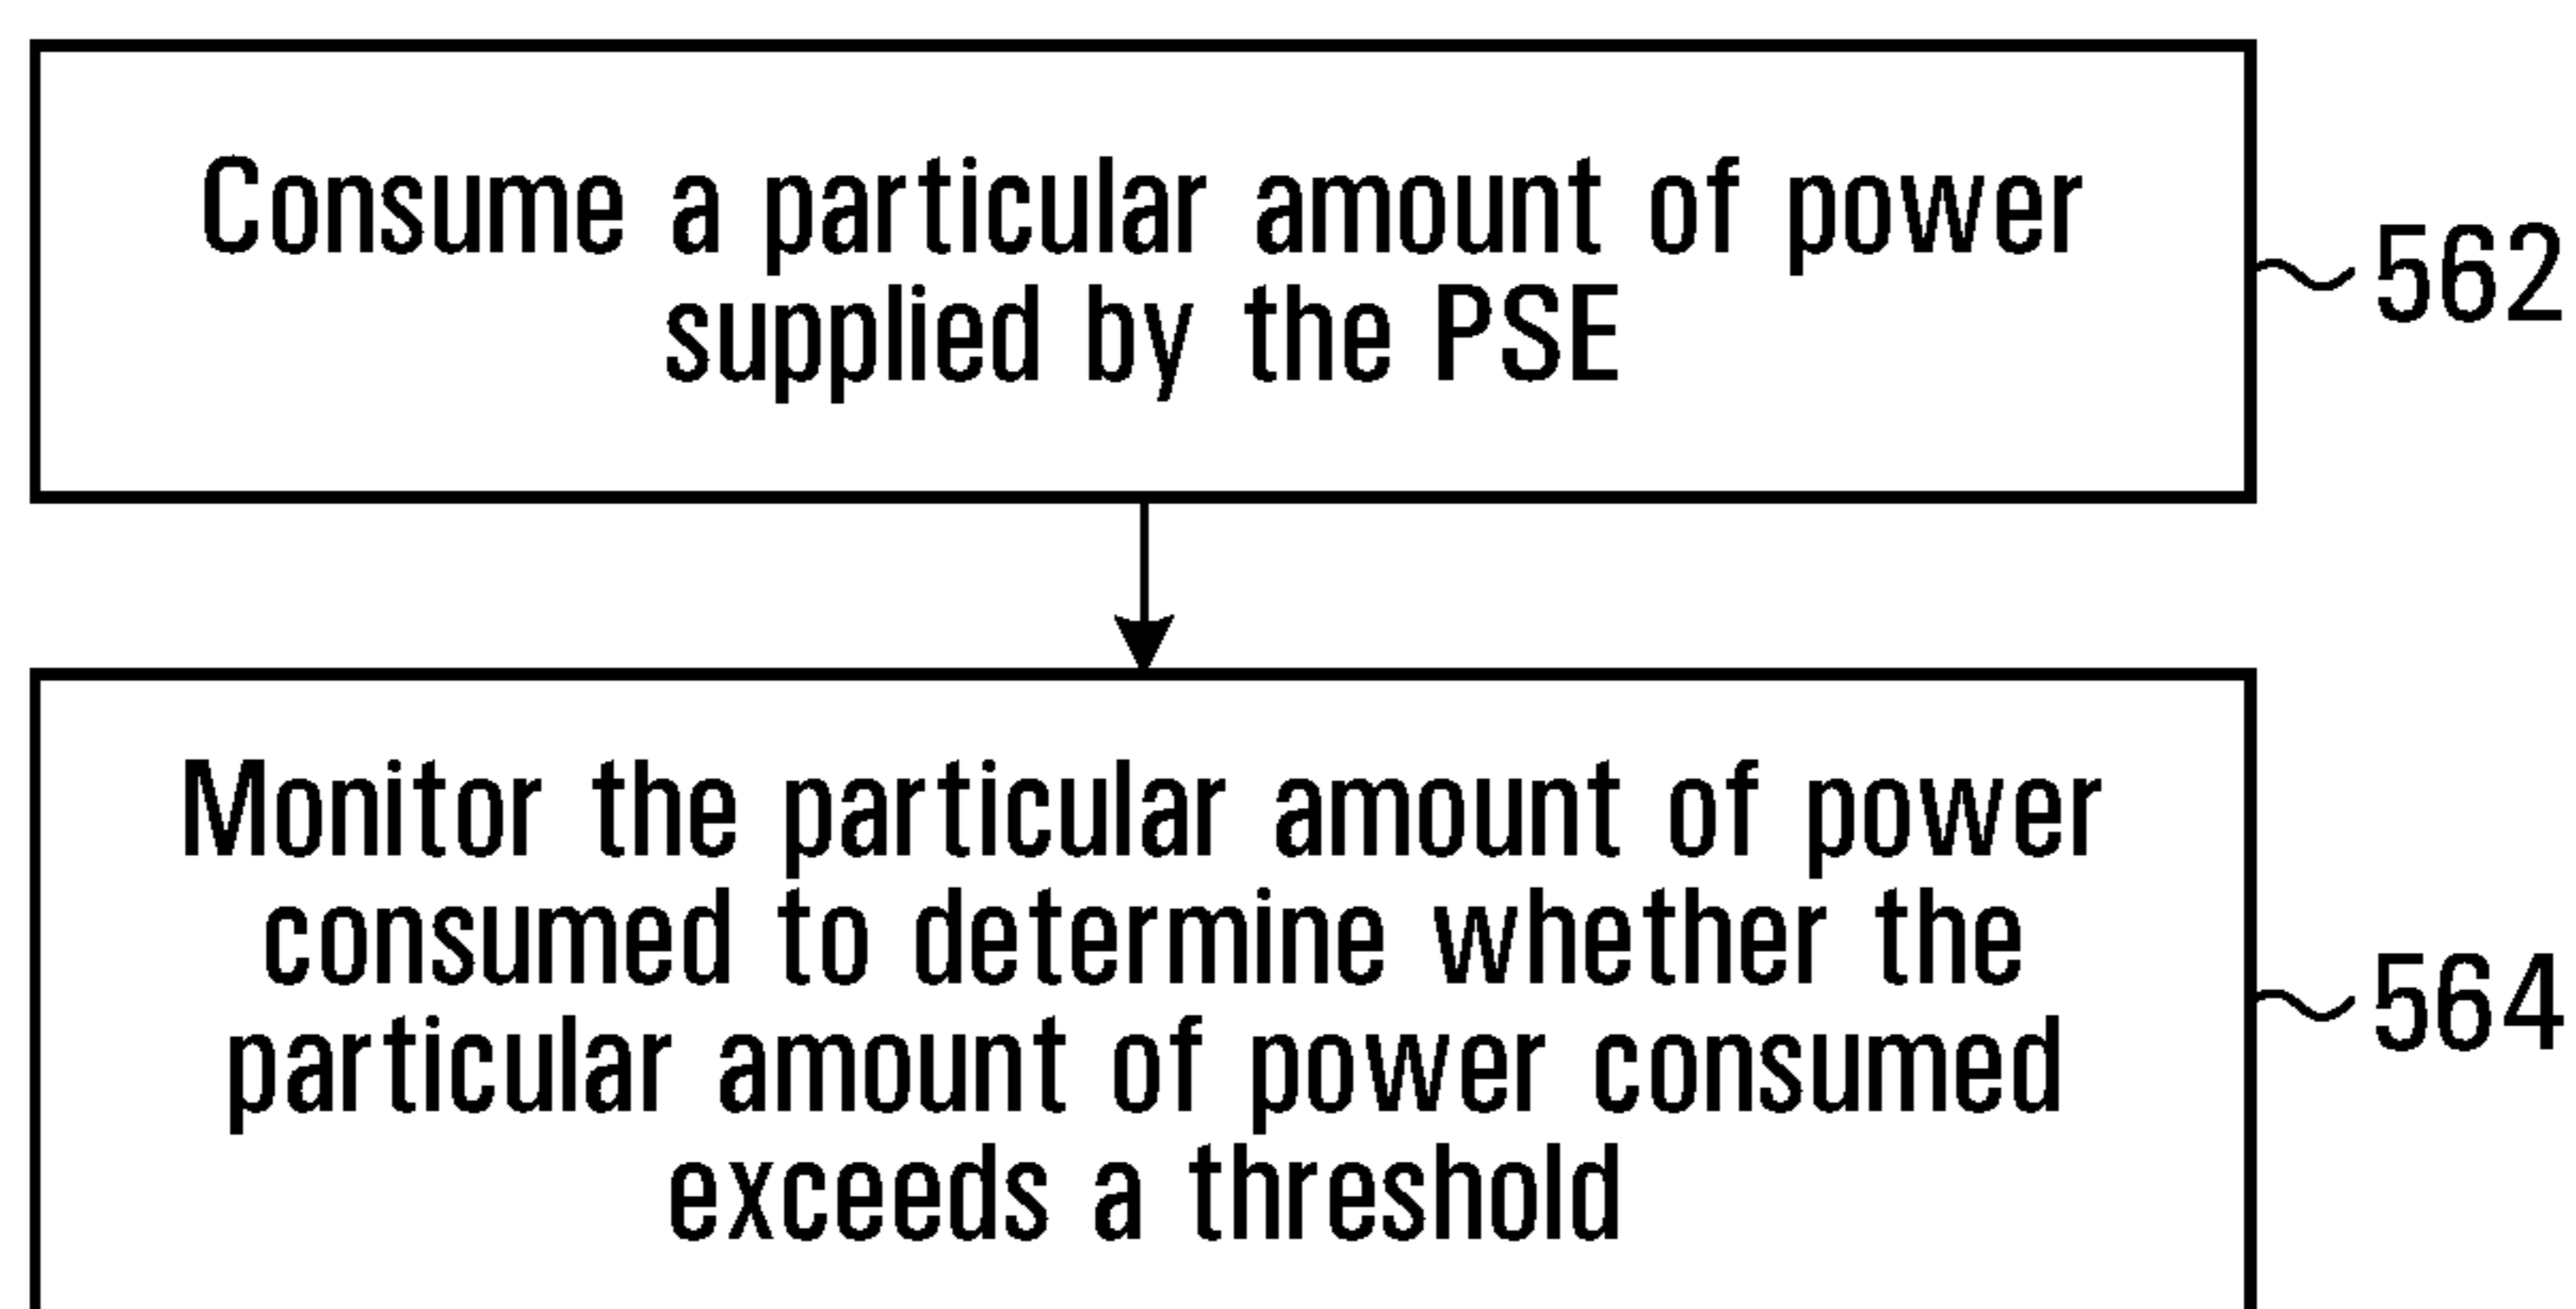 Consume a particular amount of power
supplied by the PSE
562
Monitor the particular amount of power
consumed to determine whether the
particular amount of power consumed
exceeds a threshold
564